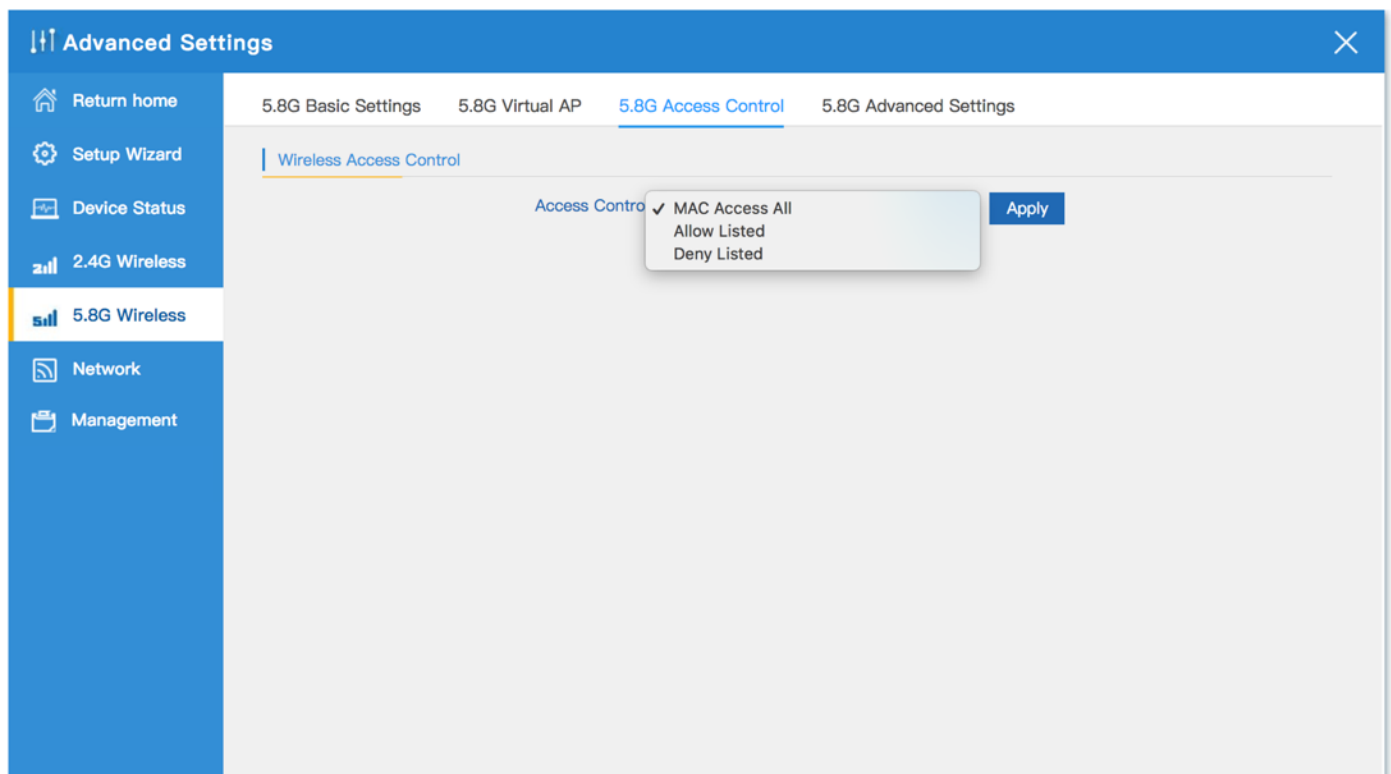 Advanced Settings
Return home
Setup Wizard
Device Status
2.4G Wireless
5.8G Wireless
Network
Management
5.8G Basic Settings 5.8G Virtual AP 5.8G Access Control 5.8G Advanced Settings
Wireless Access Control
Access Contro ✓ MAC Access All Apply
Allow Listed
Deny Listed